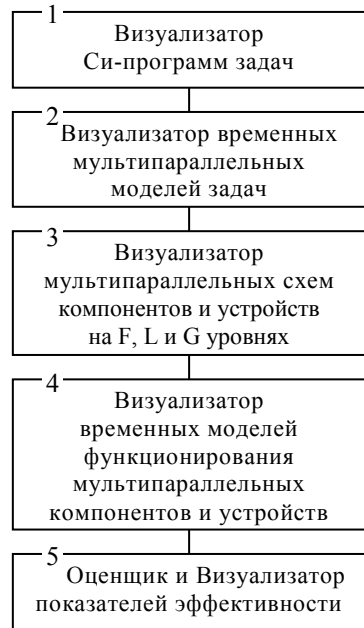 1
Визуализатор
Си-программ задач
2
Визуализатор временных
мультипараллельных
моделей задач
3
Визуализатор
мультипараллельных схем
компонентов и устройств
на F, L и G уровнях
4
Визуализатор
временных моделей
функционирования
мультипараллельных
компонентов и устройств
5
Оценщик и Визуализатор
показателей эффективности